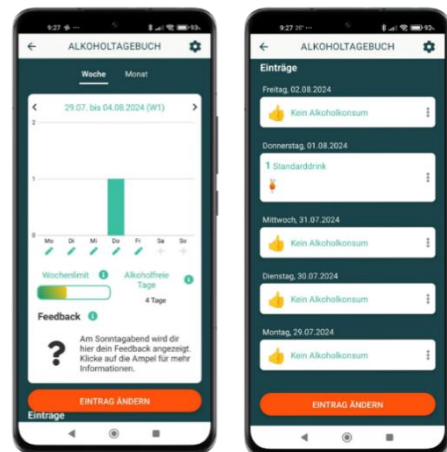 9:27
ALKOHOLTAGEBUCH
Woche Monat
29.07. bis 04.08.2024 (W1)
2
1
0
Mo Di Mi Do Fr Sa So
Wochenlimit Alkoholfreie
Tage
4 Tage
Feedback
?
Am Sonntagabend wird dir
hier dein Feedback angezeigt.
Klicke auf die Ampel für mehr
Informationen.
EINTRAG ÄNDERN
Einträge
9:27
ALKOHOLTAGEBUCH
Einträge
Freitag, 02.08.2024
Kein Alkoholkonsum
Donnerstag, 01.08.2024
1 Standarddrink
Mittwoch, 31.07.2024
Kein Alkoholkonsum
Dienstag, 30.07.2024
Kein Alkoholkonsum
Montag, 29.07.2024
Kein Alkoholkonsum
EINTRAG ÄNDERN